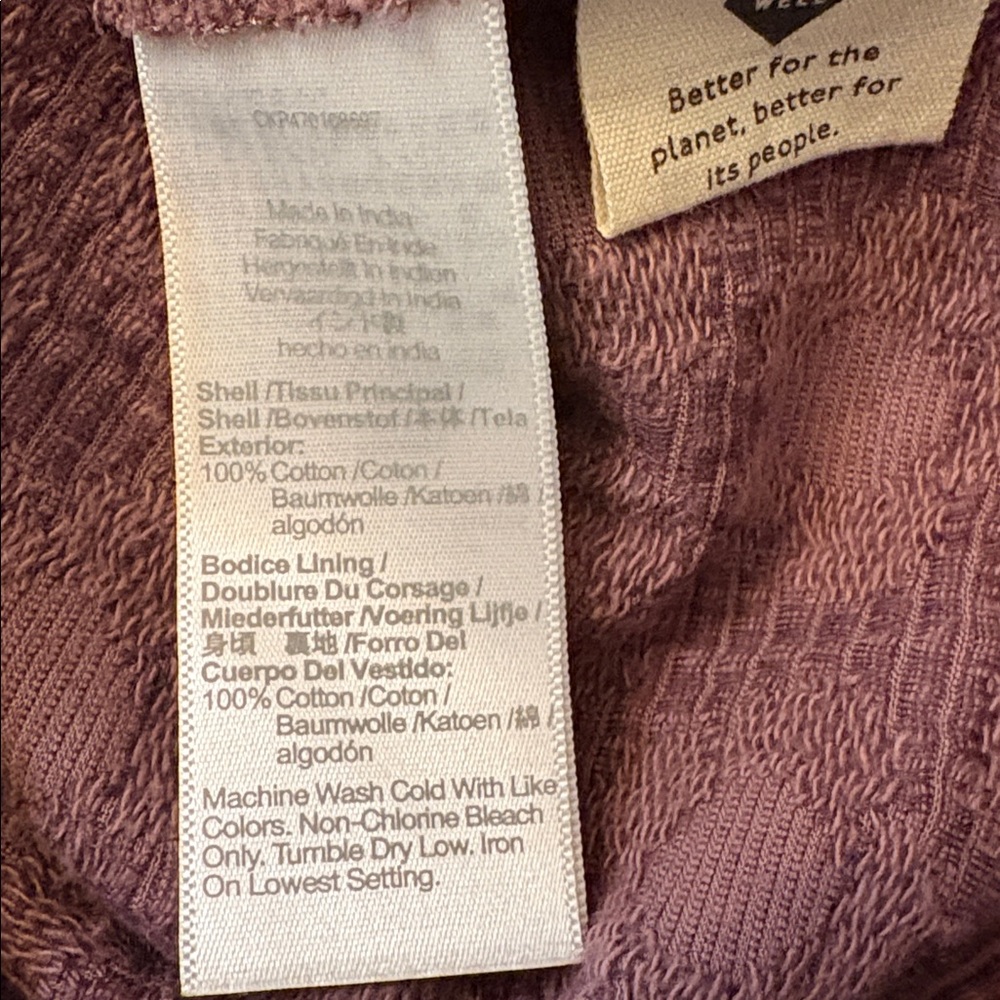 Made in India
Fabriqué En Inde
Hergestellt In Indien
Vervaardigd In India
インド製
hecho en india
Shell /Tissu Principal /
Shell /Bovenstof /本体 /Tela
Exterior:
100% Cotton /Coton /
Baumwolle /Katoen /綿 /
algodón
Bodice Lining /
Doublure Du Corsage /
Miederfutter /Voering Lijfje /
身頃 裏地 /Forro Del
Cuerpo Del Vestido:
100% Cotton /Coton /
Baumwolle /Katoen /綿 /
algodón
Machine Wash Cold With Like
Colors. Non-Chlorine Bleach
Only. Tumble Dry Low. Iron
On Lowest Setting.
WELL
Better for the
planet, better for
its people.